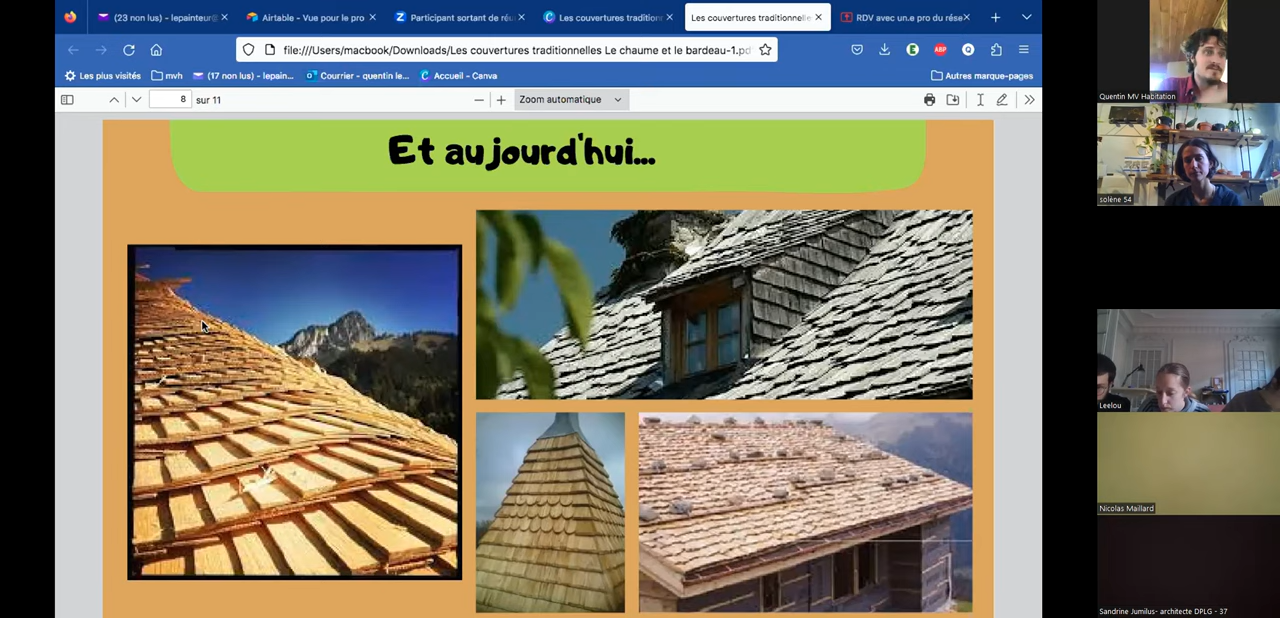 (23 non lus) - lepainteur@
Airtable - Vue pour le pro
Participant sortant de réu
Les couvertures tradition
Les couvertures traditionnelle
RDV avec un.e pro du rése
file:///Users/macbook/Downloads/Les couvertures traditionnelles Le chaume et le bardeau-1.pd
Les plus visités
mvh
(17 non lus) - lepain...
Courrier - quentin le...
Accueil - Canva
Autres marque-pages
8 sur 11
Zoom automatique
Et aujourd'hui...
Quentin MV Habitation
solène 54
Leelou
Nicolas Maillard
Sandrine Jumilus- architecte DPLG - 37